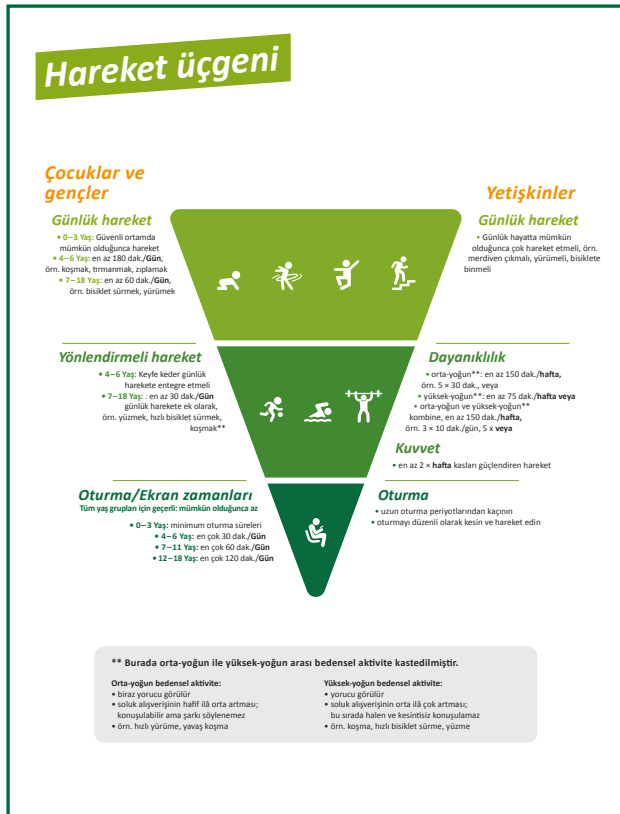 Hareket üçgeni
Çocuklar ve
gençler
Günlük hareket
• 0–3 Yaş: Güvenli ortamda
mümkün olduğunca hareket
• 4–6 Yaş: en az 180 dak./Gün,
örn. koşmak, tırmanmak, zıplamak
• 7–18 Yaş: en az 60 dak./Gün,
örn. bisiklet sürmek, yürümek
Yönlendirmeli hareket
• 4–6 Yaş: Keyfe keder günlük
harekete entegre etmeli
• 7–18 Yaş: : en az 30 dak./Gün
günlük harekete ek olarak,
örn. yüzmek, hızlı bisiklet sürmek,
koşmak**
Oturma/Ekran zamanları
Tüm yaş grupları için geçerli: mümkün olduğunca az
• 0–3 Yaş: minimum oturma süreleri
• 4–6 Yaş: en çok 30 dak./Gün
• 7–11 Yaş: en çok 60 dak./Gün
• 12–18 Yaş: en çok 120 dak./Gün
Yetişkinler
Günlük hareket
• Günlük hayatta mümkün
olduğunca çok hareket etmeli, örn.
merdiven çıkmalı, yürümeli, bisiklete
binmeli
Dayanıklılık
• orta-yoğun**: en az 150 dak./hafta,
örn. 5 × 30 dak., veya
• yüksek-yoğun**: en az 75 dak./hafta veya
• orta-yoğun ve yüksek-yoğun**
kombine, en az 150 dak./hafta,
örn. 3 × 10 dak./gün, 5 x veya
Kuvvet
• en az 2 × hafta kasları güçlendiren hareket
Oturma
• uzun oturma periyotlarından kaçının
• oturmayı düzenli olarak kesin ve hareket edin
** Burada orta-yoğun ile yüksek-yoğun arası bedensel aktivite kastedilmiştir.
Orta-yoğun bedensel aktivite:
• biraz yorucu görülür
• soluk alışverişinin hafif ilâ orta artması;
konuşulabilir ama şarkı söylenemez
• örn. hızlı yürüme, yavaş koşma
Yüksek-yoğun bedensel aktivite:
• yorucu görülür
• soluk alışverişinin orta ilâ çok artması;
bu sırada halen ve kesintisiz konuşulamaz
• örn. koşma, hızlı bisiklet sürme, yüzme